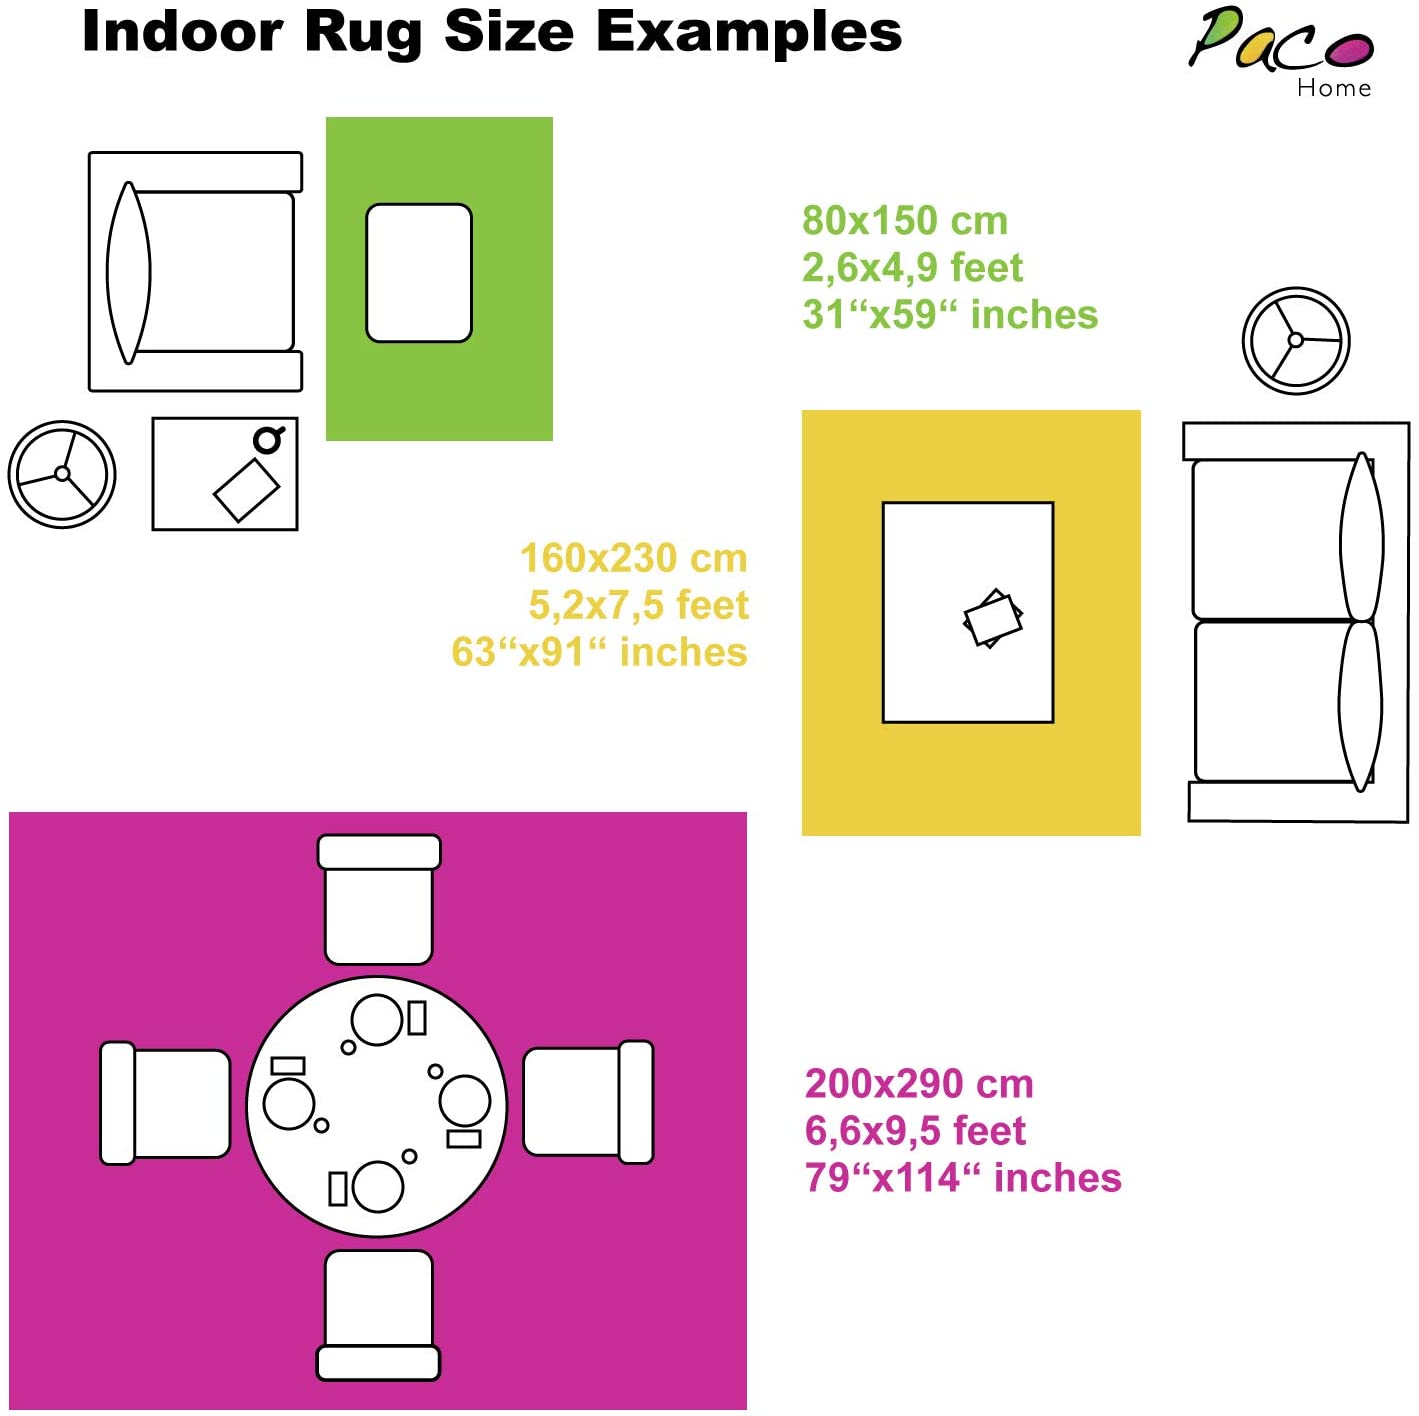 Indoor Rug Size Examples
Paco
Home
80x150 cm
2,6x4,9 feet
31“x59“ inches
160x230 cm
5,2x7,5 feet
63“x91“ inches
200x290 cm
6,6x9,5 feet
79“x114“ inches